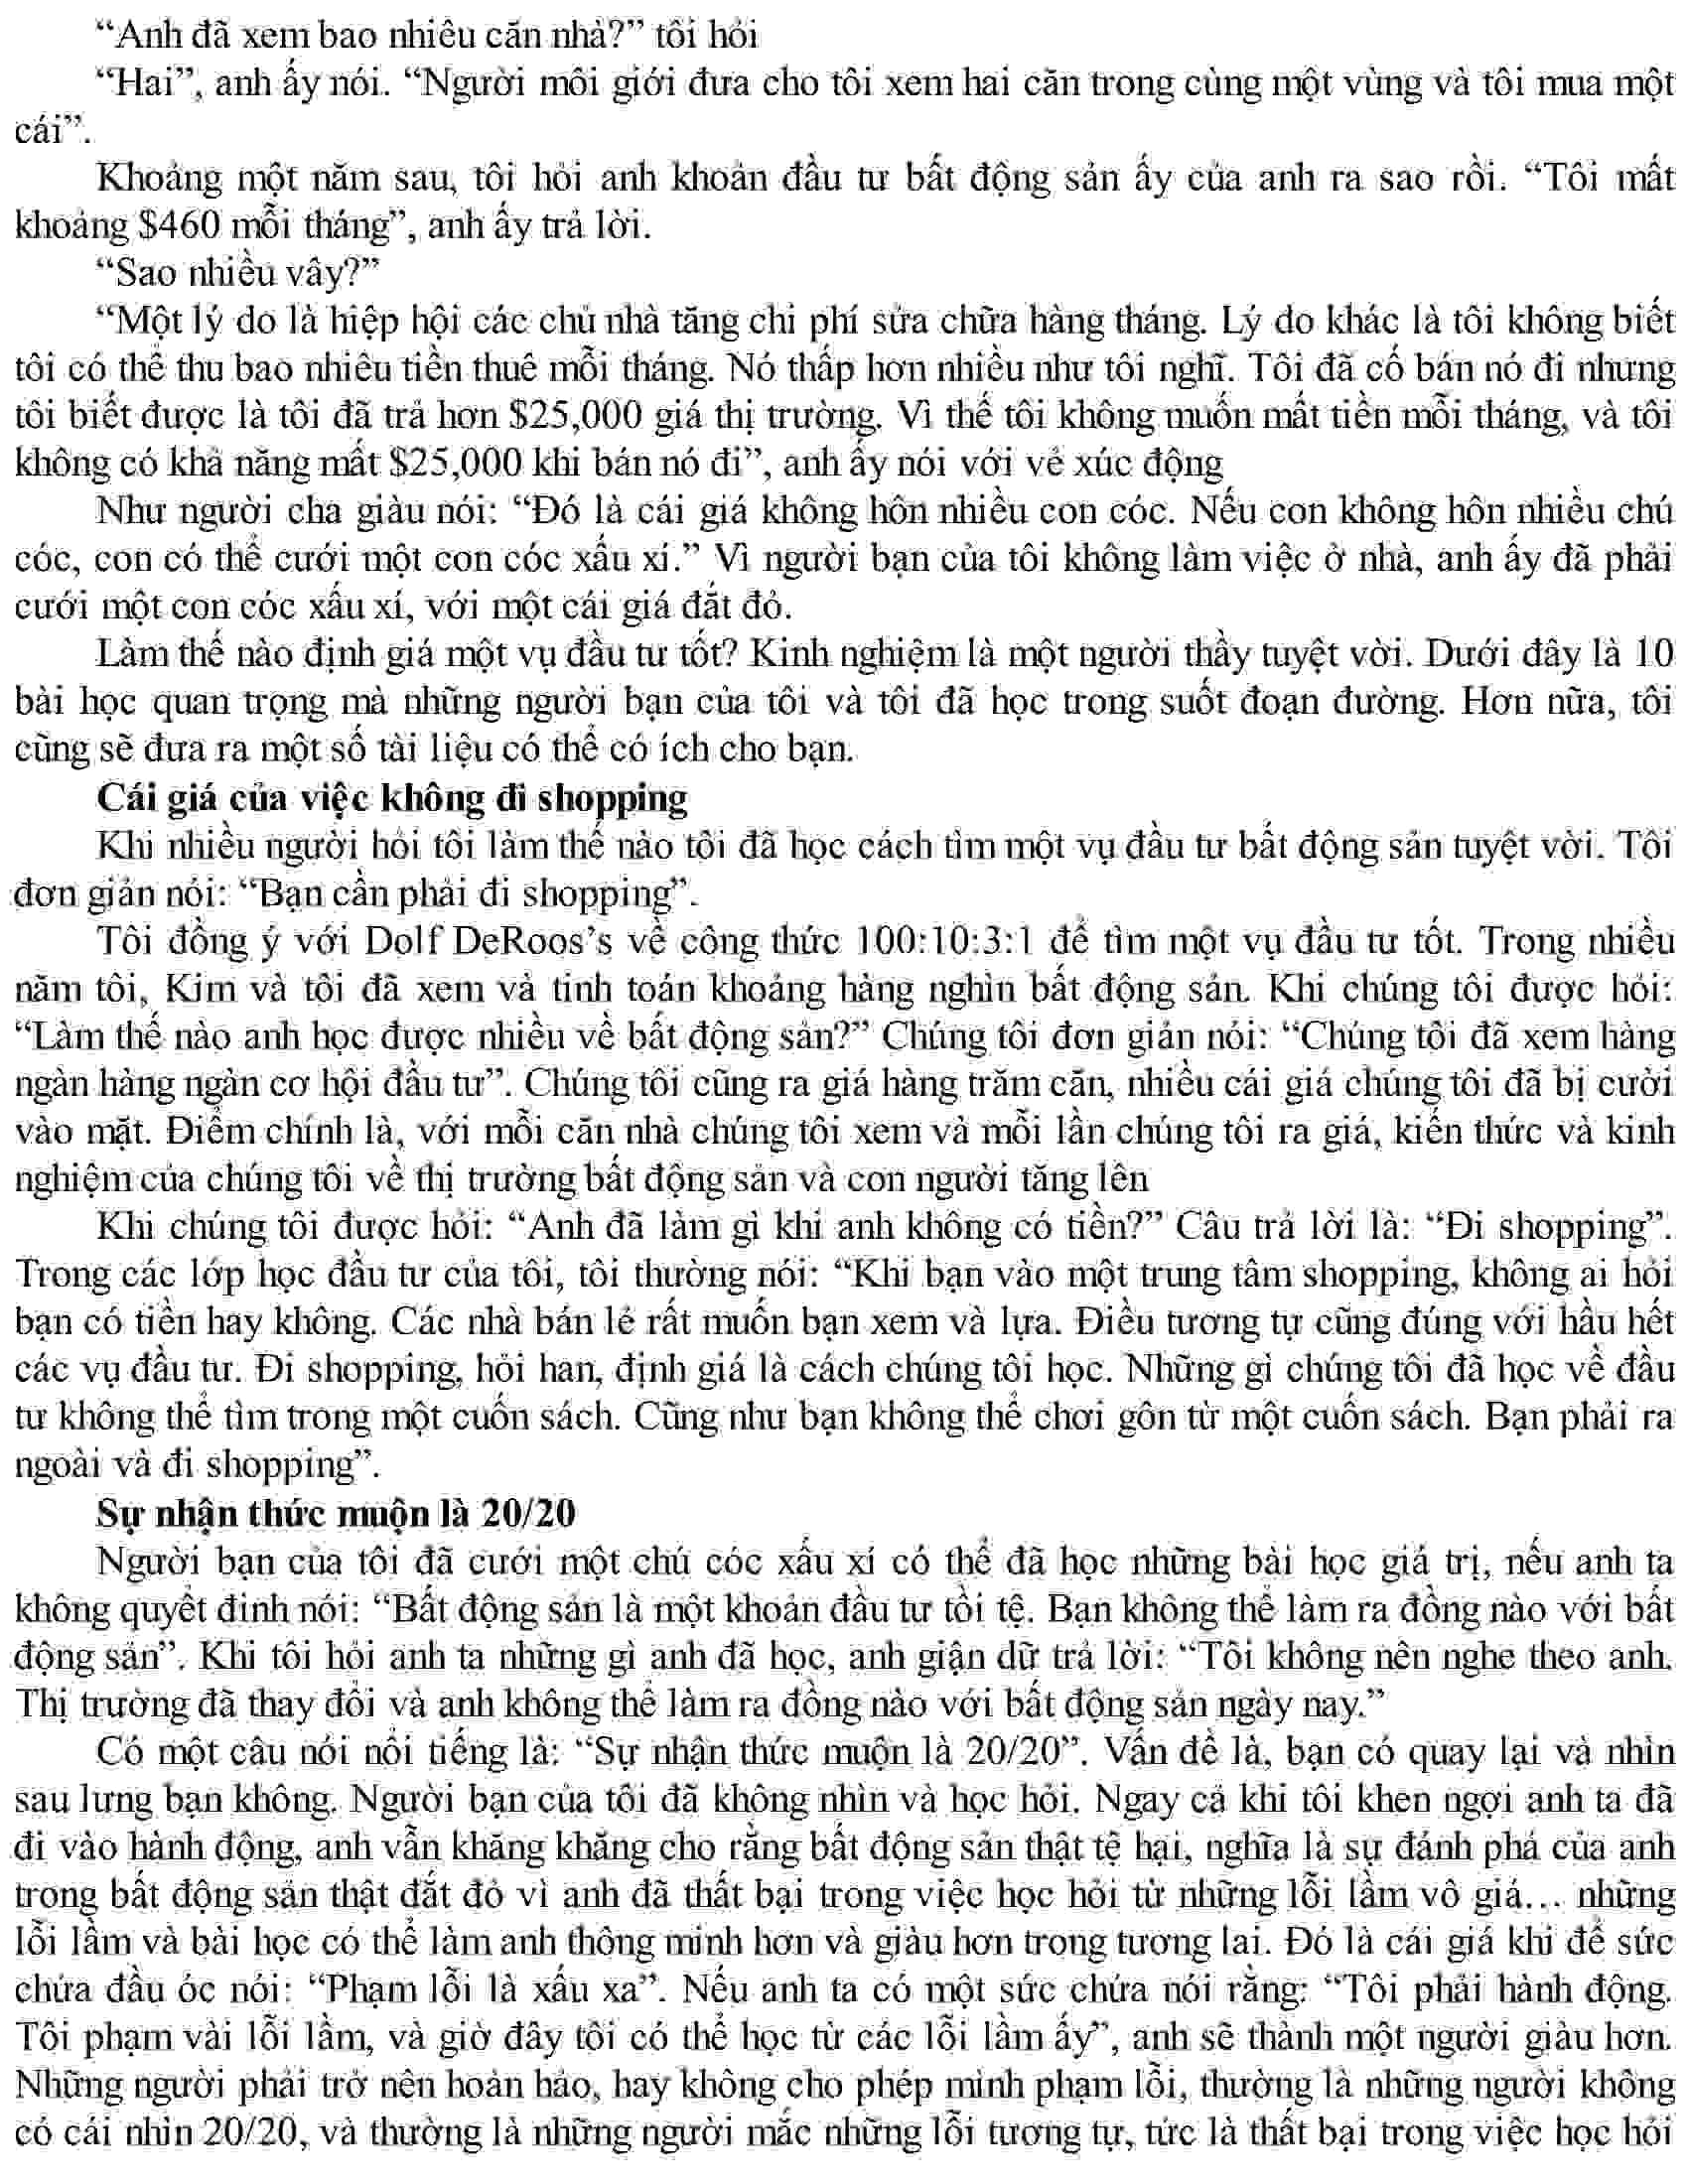 “Anh đã xem bao nhiêu căn nhà?” tôi hỏi
“Hai”, anh ấy nói. “Người môi giới đưa cho tôi xem hai căn trong cùng một vùng và tôi mua một
cái”.
Khoảng một năm sau, tôi hỏi anh khoản đầu tư bất động sản ấy của anh ra sao rồi. “Tôi mất
khoảng $460 mỗi tháng”, anh ấy trả lời.
“Sao nhiều vây?”
“Một lý do là hiệp hội các chủ nhà tăng chi phí sửa chữa hàng tháng. Lý do khác là tôi không biết
tôi có thể thu bao nhiêu tiền thuê mỗi tháng. Nó thấp hơn nhiều như tôi nghĩ. Tôi đã cố bán nó đi nhưng
tôi biết được là tôi đã trả hơn $25,000 giá thị trường. Vì thế tôi không muốn mất tiền mỗi tháng, và tôi
không có khả năng mất $25,000 khi bán nó đi”, anh ấy nói với vẻ xúc động
Như người cha giàu nói: “Đó là cái giá không hôn nhiều con cóc. Nếu con không hôn nhiều chú
cóc, con có thể cưới một con cóc xấu xí.” Vì người bạn của tôi không làm việc ở nhà, anh ấy đã phải
cưới một con cóc xấu xí, với một cái giá đắt đỏ.
Làm thế nào định giá một vụ đầu tư tốt? Kinh nghiệm là một người thầy tuyệt vời. Dưới đây là 10
bài học quan trọng mà những người bạn của tôi và tôi đã học trong suốt đoạn đường. Hơn nữa, tôi
cũng sẽ đưa ra một số tài liệu có thể có ích cho bạn.
Cái giá của việc không đi shopping
Khi nhiều người hỏi tôi làm thế nào tôi đã học cách tìm một vụ đầu tư bất động sản tuyệt vời. Tôi
đơn giản nói: “Bạn cần phải đi shopping”.
Tôi đồng ý với Dolf DeRoos’s về công thức 100:10:3:1 để tìm một vụ đầu tư tốt. Trong nhiều
năm tôi, Kim và tôi đã xem và tinh toán khoảng hàng nghìn bất động sản. Khi chúng tôi được hỏi:
“Làm thế nào anh học được nhiều về bất động sản?” Chúng tôi đơn giản nói: “Chúng tôi đã xem hàng
ngàn hàng ngàn cơ hội đầu tư”. Chúng tôi cũng ra giá hàng trăm căn, nhiều cái giá chúng tôi đã bị cười
vào mặt. Điểm chính là, với mỗi căn nhà chúng tôi xem và mỗi lần chúng tôi ra giá, kiến thức và kinh
nghiệm của chúng tôi về thị trường bất động sản và con người tăng lên
Khi chúng tôi được hỏi: “Anh đã làm gì khi anh không có tiền?” Câu trả lời là: “Đi shopping”.
Trong các lớp học đầu tư của tôi, tôi thường nói: “Khi bạn vào một trung tâm shopping, không ai hỏi
bạn có tiền hay không. Các nhà bán lẻ rất muốn bạn xem và lựa. Điều tương tự cũng đúng với hầu hết
các vụ đầu tư. Đi shopping, hỏi han, định giá là cách chúng tôi học. Những gì chúng tôi đã học về đầu
tư không thể tìm trong một cuốn sách. Cũng như bạn không thể chơi gôn từ một cuốn sách. Bạn phải ra
ngoài và đi shopping”.
Sự nhận thức muộn là 20/20
Người bạn của tôi đã cưới một chú cóc xấu xí có thể đã học những bài học giá trị, nếu anh ta
không quyết đinh nói: “Bất động sản là một khoản đầu tư tồi tệ. Bạn không thể làm ra đồng nào với bất
động sản”. Khi tôi hỏi anh ta những gì anh đã học, anh giận dữ trả lời: “Tôi không nên nghe theo anh.
Thị trường đã thay đổi và anh không thể làm ra đồng nào với bất động sản ngày nay.”
Có một câu nói nổi tiếng là: “Sự nhận thức muộn là 20/20”. Vấn đề là, bạn có quay lại và nhìn
sau lưng bạn không. Người bạn của tôi đã không nhìn và học hỏi. Ngay cả khi tôi khen ngợi anh ta đã
đi vào hành động, anh vẫn khăng khăng cho rằng bất động sản thật tệ hại, nghĩa là sự đánh phá của anh
trong bất động sản thật đắt đỏ vì anh đã thất bại trong việc học hỏi từ những lỗi lầm vô giá… những
lỗi lầm và bài học có thể làm anh thông minh hơn và giàu hơn trong tương lai. Đó là cái giá khi để sức
chứa đầu óc nói: “Phạm lỗi là xấu xa”. Nếu anh ta có một sức chứa nói rằng: “Tôi phải hành động.
Tôi phạm vài lỗi lầm, và giờ đây tôi có thể học từ các lỗi lầm ấy”, anh sẽ thành một người giàu hơn.
Những người phải trở nên hoàn hảo, hay không cho phép mình phạm lỗi, thường là những người không
có cái nhìn 20/20, và thường là những người mắc những lỗi tương tự, tức là thất bại trong việc học hỏi